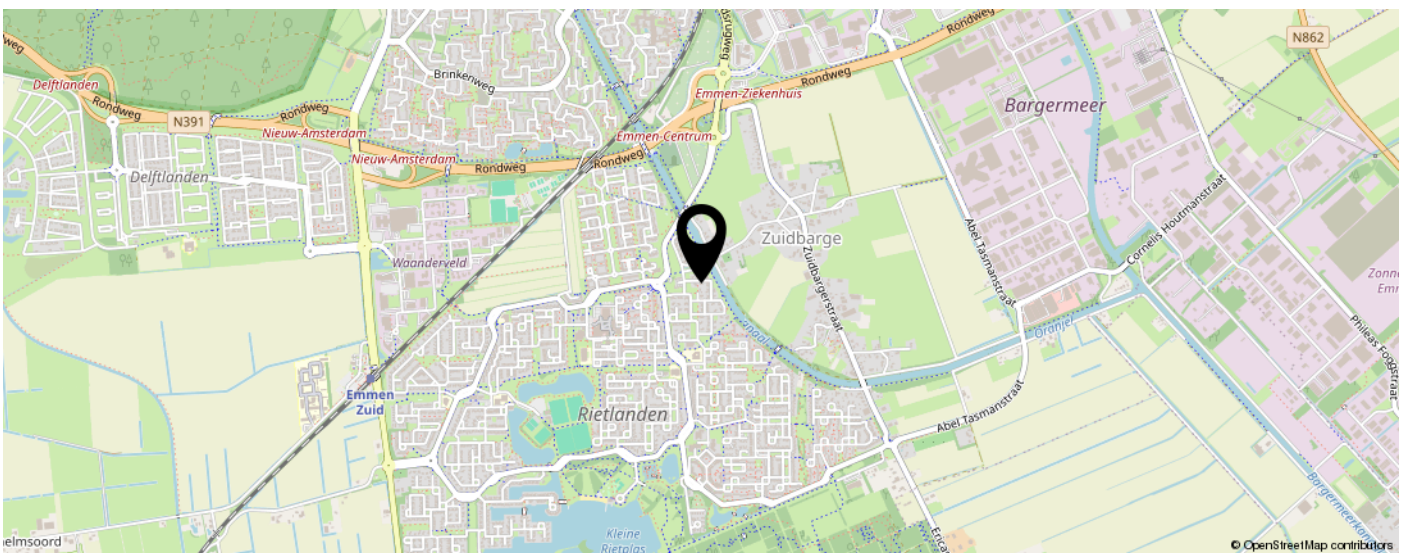 weg
Delftlanden
Rondweg
N391
Rondweg
Nieuw-Amsterdam
Nieuw-Amsterdam
Rondweg
Delftlanden
Brinkenweg
Rondweg
Emmen-Centrum
Emmen-Ziekenhuis
Rondweg
Rondweg
N862
Bargermeer
Waanderveld
Zuidbarge
Zuidbargerstraat
Abel Tasmanstraat
Cornelis Houtmanstraat
Oranjek
Phileas Foggstraat
Emmen
Zuid
Rietlanden
Abel Tasmanstraat
Kleine
Rietplas
elmsoord
© OpenStreetMap contributors